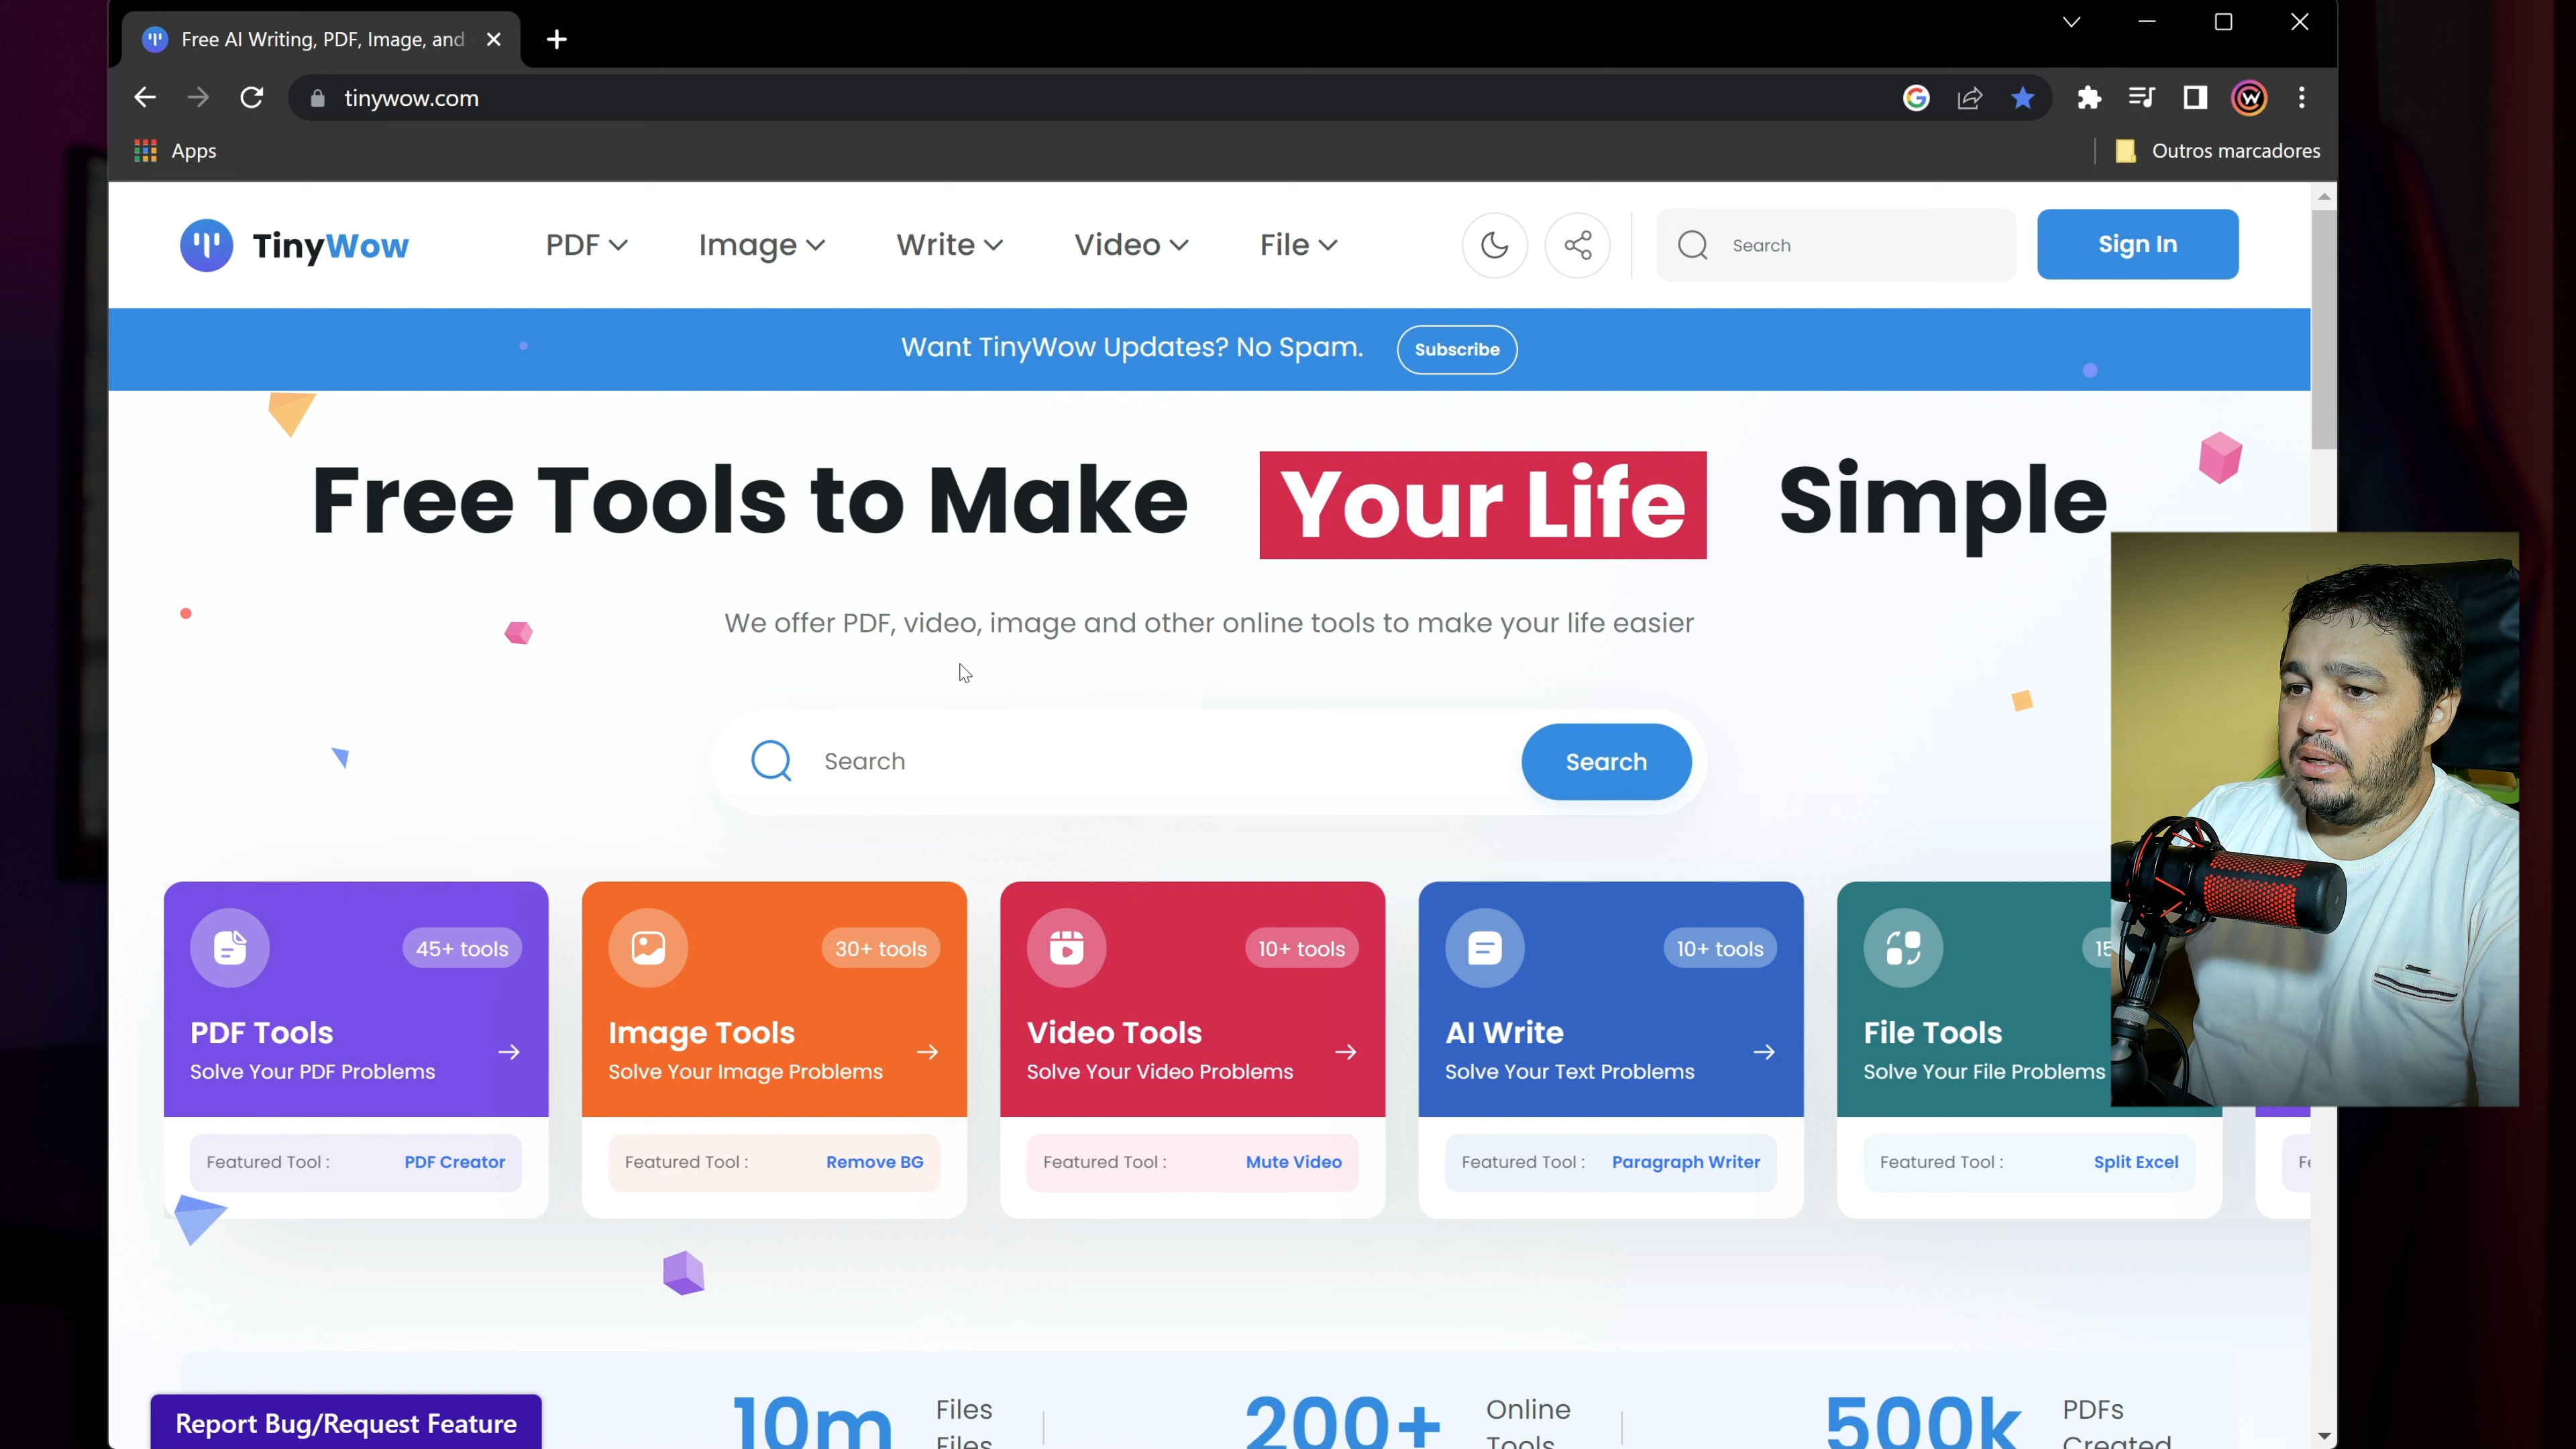 Free AI Writing, PDF, Image, and
tinywow.com
Apps
Outros marcadores
TinyWow
PDF
Image
Write
Video
File
Search
Sign In
Want TinyWow Updates? No Spam.
Subscribe
Free Tools to Make Your Life Simple
We offer PDF, video, image and other online tools to make your life easier
Search
Search
45+ tools
PDF Tools
Solve Your PDF Problems
Featured Tool : PDF Creator
30+ tools
Image Tools
Solve Your Image Problems
Featured Tool : Remove BG
10+ tools
Video Tools
Solve Your Video Problems
Featured Tool : Mute Video
10+ tools
AI Write
Solve Your Text Problems
Featured Tool : Paragraph Writer
15
File Tools
Solve Your File Problems
Featured Tool : Split Excel
Report Bug/Request Feature
10m
Files
Files
200+
Online
Tools
500k
PDFs
Created